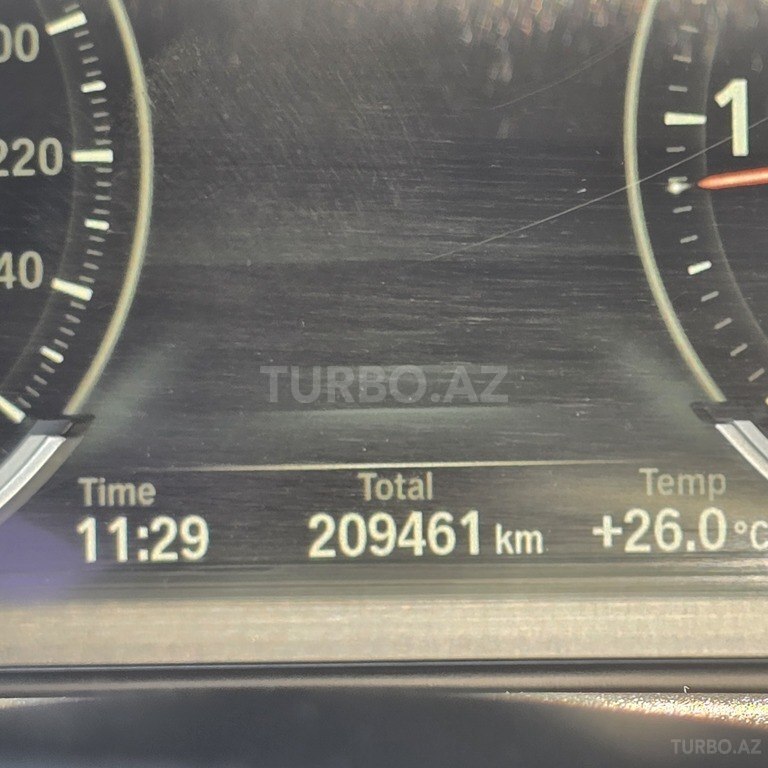 00
220
40
1
TURBO.AZ
Time Total Temp
11:29 209461 km +26.0 °C
TURBO.AZ